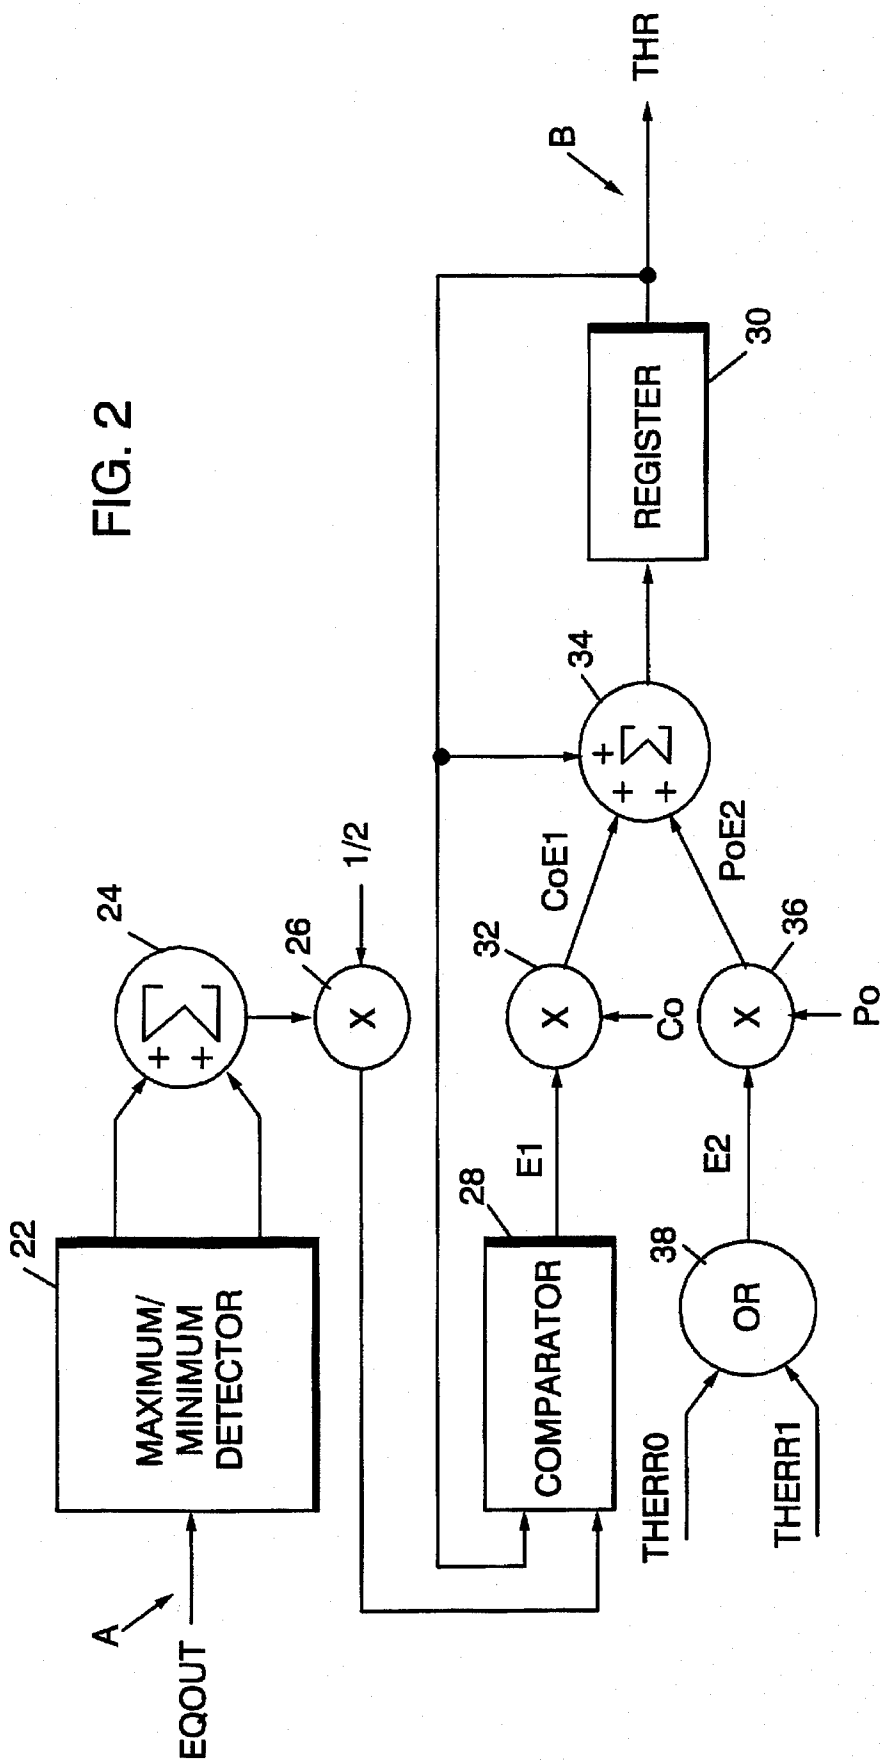 FIG. 2
A
EQOUT
22
MAXIMUM/
MINIMUM
DETECTOR
24
+
+
Σ
26
X
1/2
28
COMPARATOR
E1
32
X
Co
CoE1
THERR0
THERR1
38
OR
E2
36
X
Po
PoE2
34
+
+
+
Σ
REGISTER
30
B
THR